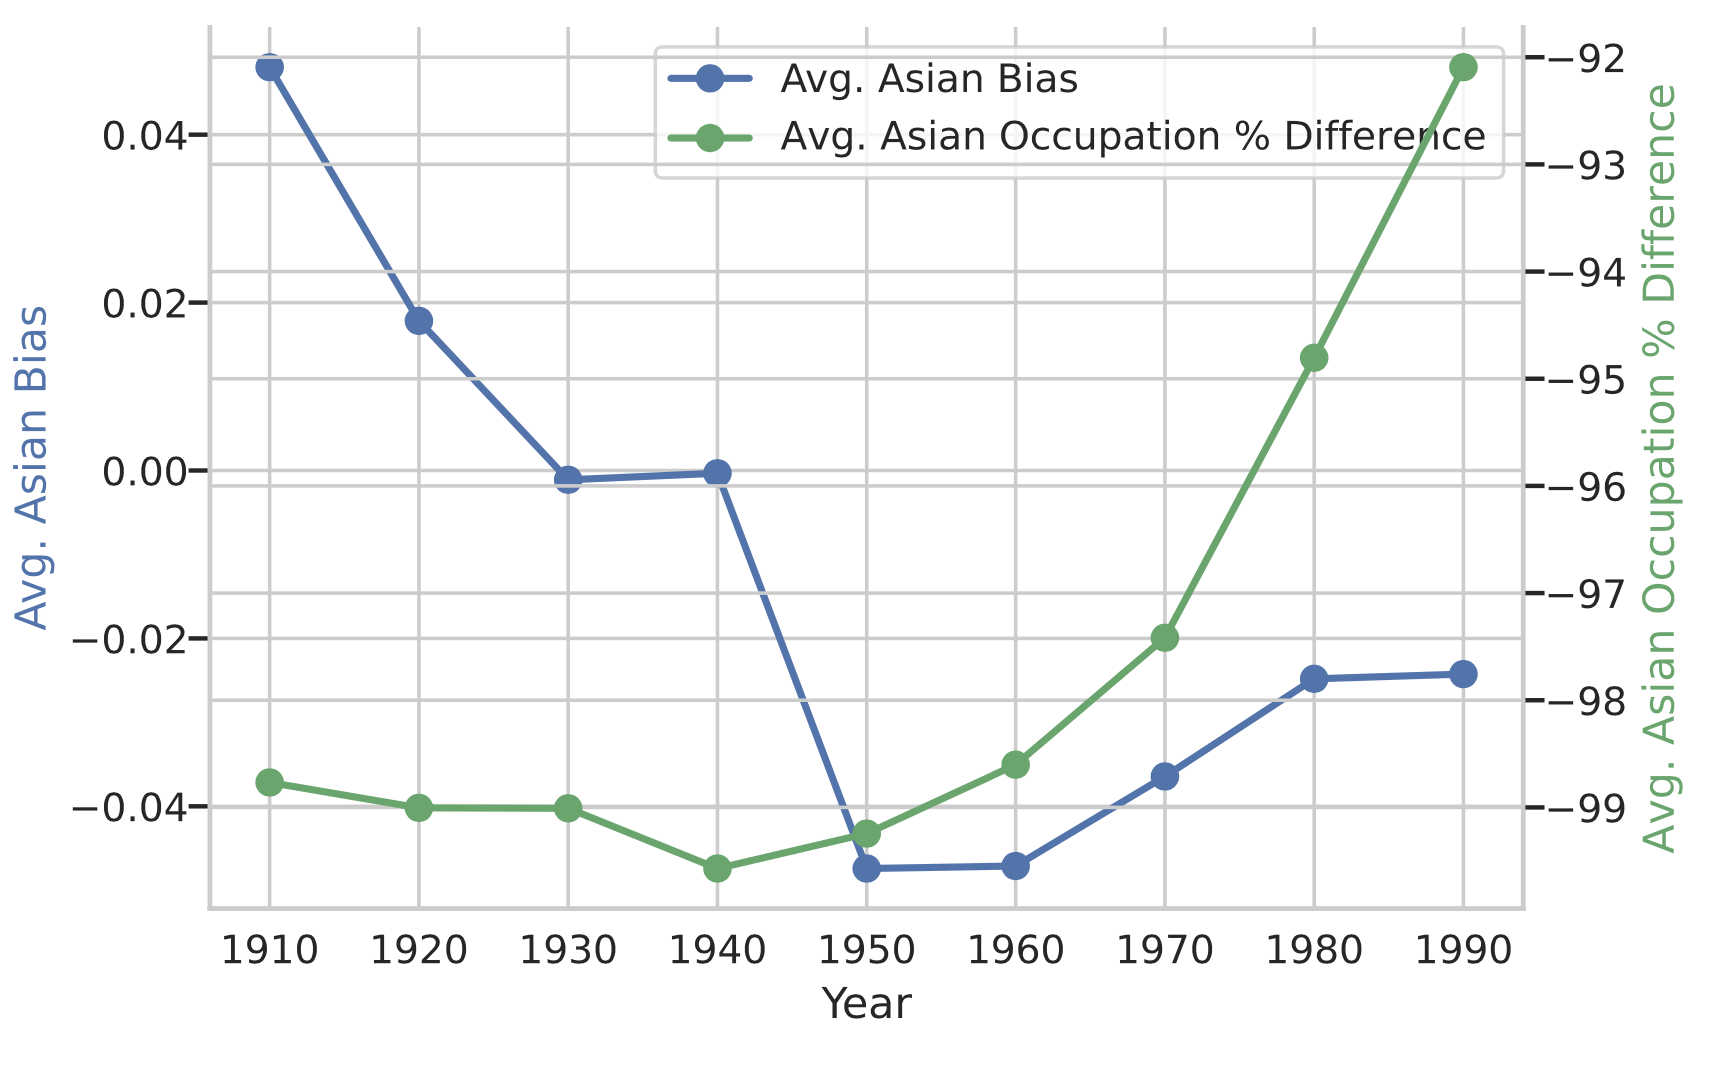 Avg. Asian Bias
Avg. Asian Occupation % Difference
0.04
0.02
0.00
−0.02
−0.04
Avg. Asian Bias
−92
−93
−94
−95
−96
−97
−98
−99
Avg. Asian Occupation % Difference
1910 1920 1930 1940 1950 1960 1970 1980 1990
Year